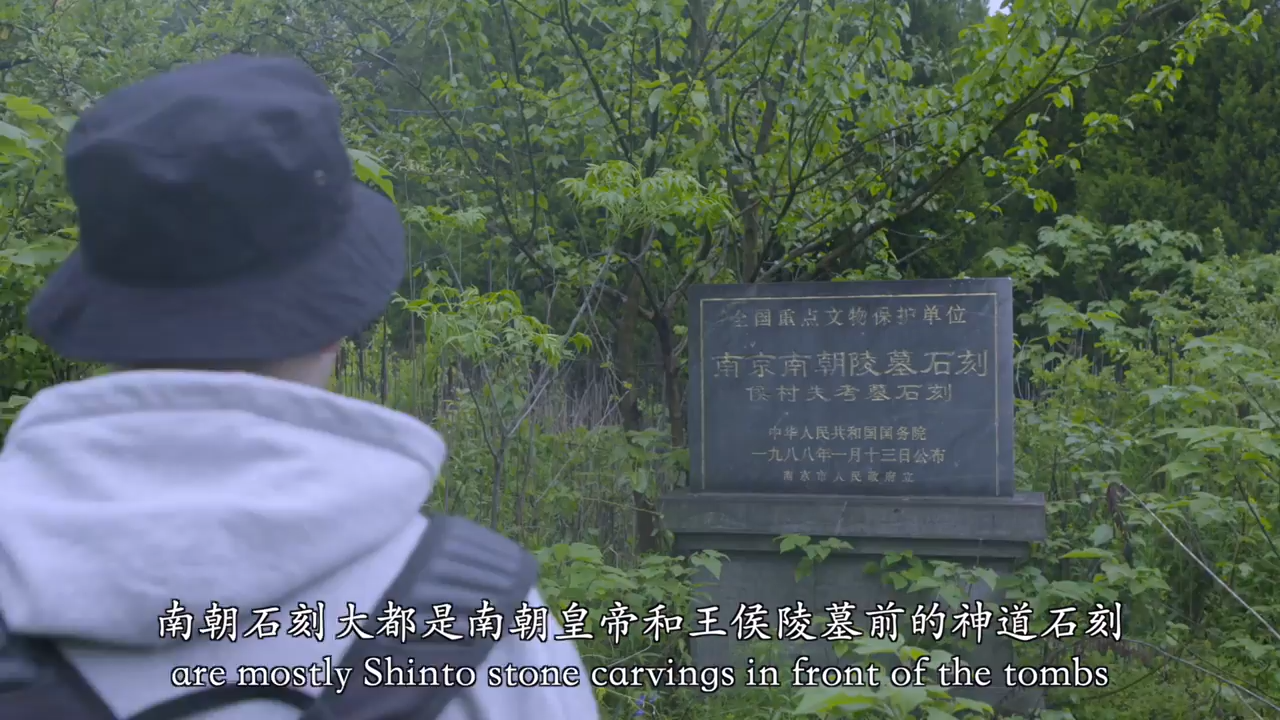 全国重点文物保护单位
南京南朝陵墓石刻
侯村失考墓石刻
中华人民共和国国务院
一九八八年一月十三日公布
南京市人民政府立
南朝石刻大都是南朝皇帝和王侯陵墓前的神道石刻
are mostly Shinto stone carvings in front of the tombs